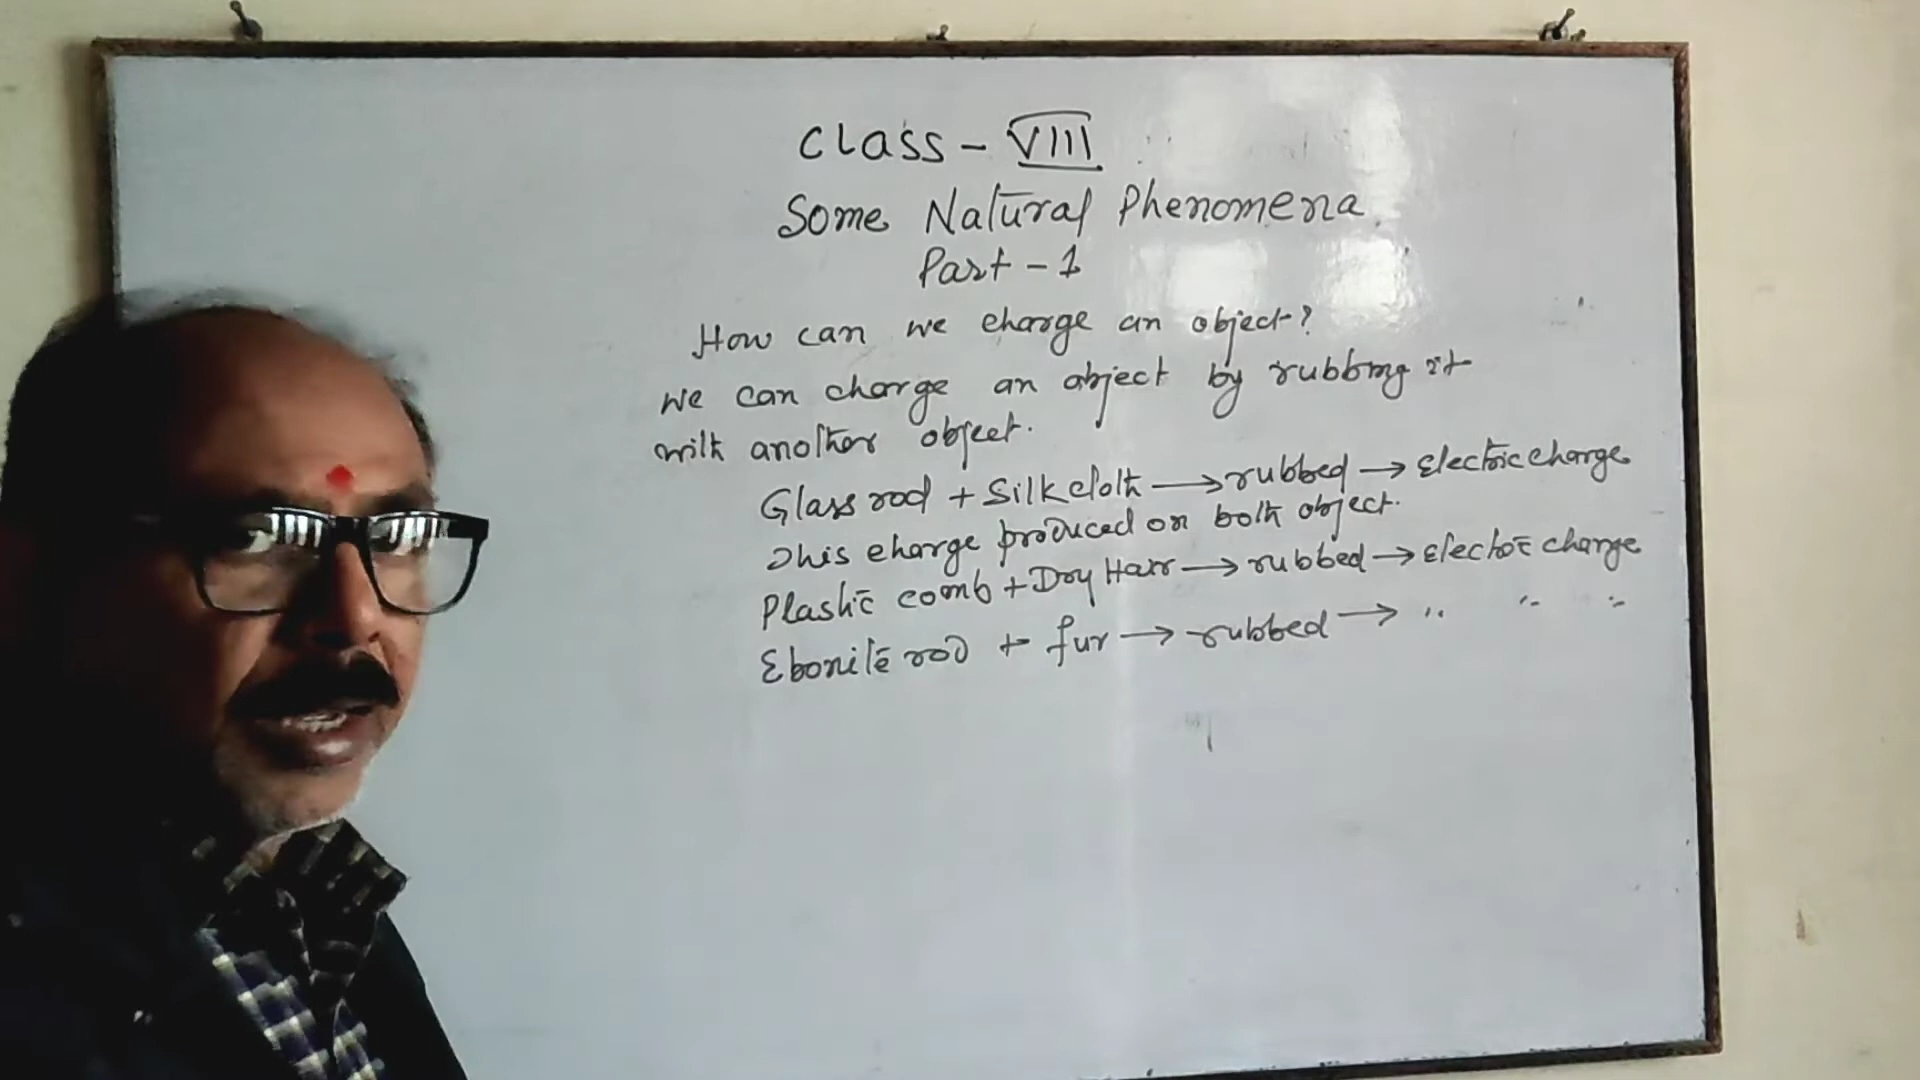 Class - VIII
Some Natural Phenomena
Part - 1
How can we charge an object?
We can charge an object by rubbing it
with another object.
Glass rod + Silk cloth → rubbed → Electric charge
This charge produced on both object.
Plastic comb + Dry Hair → rubbed → Electric charge
Ebonite rod + fur → rubbed → " " "